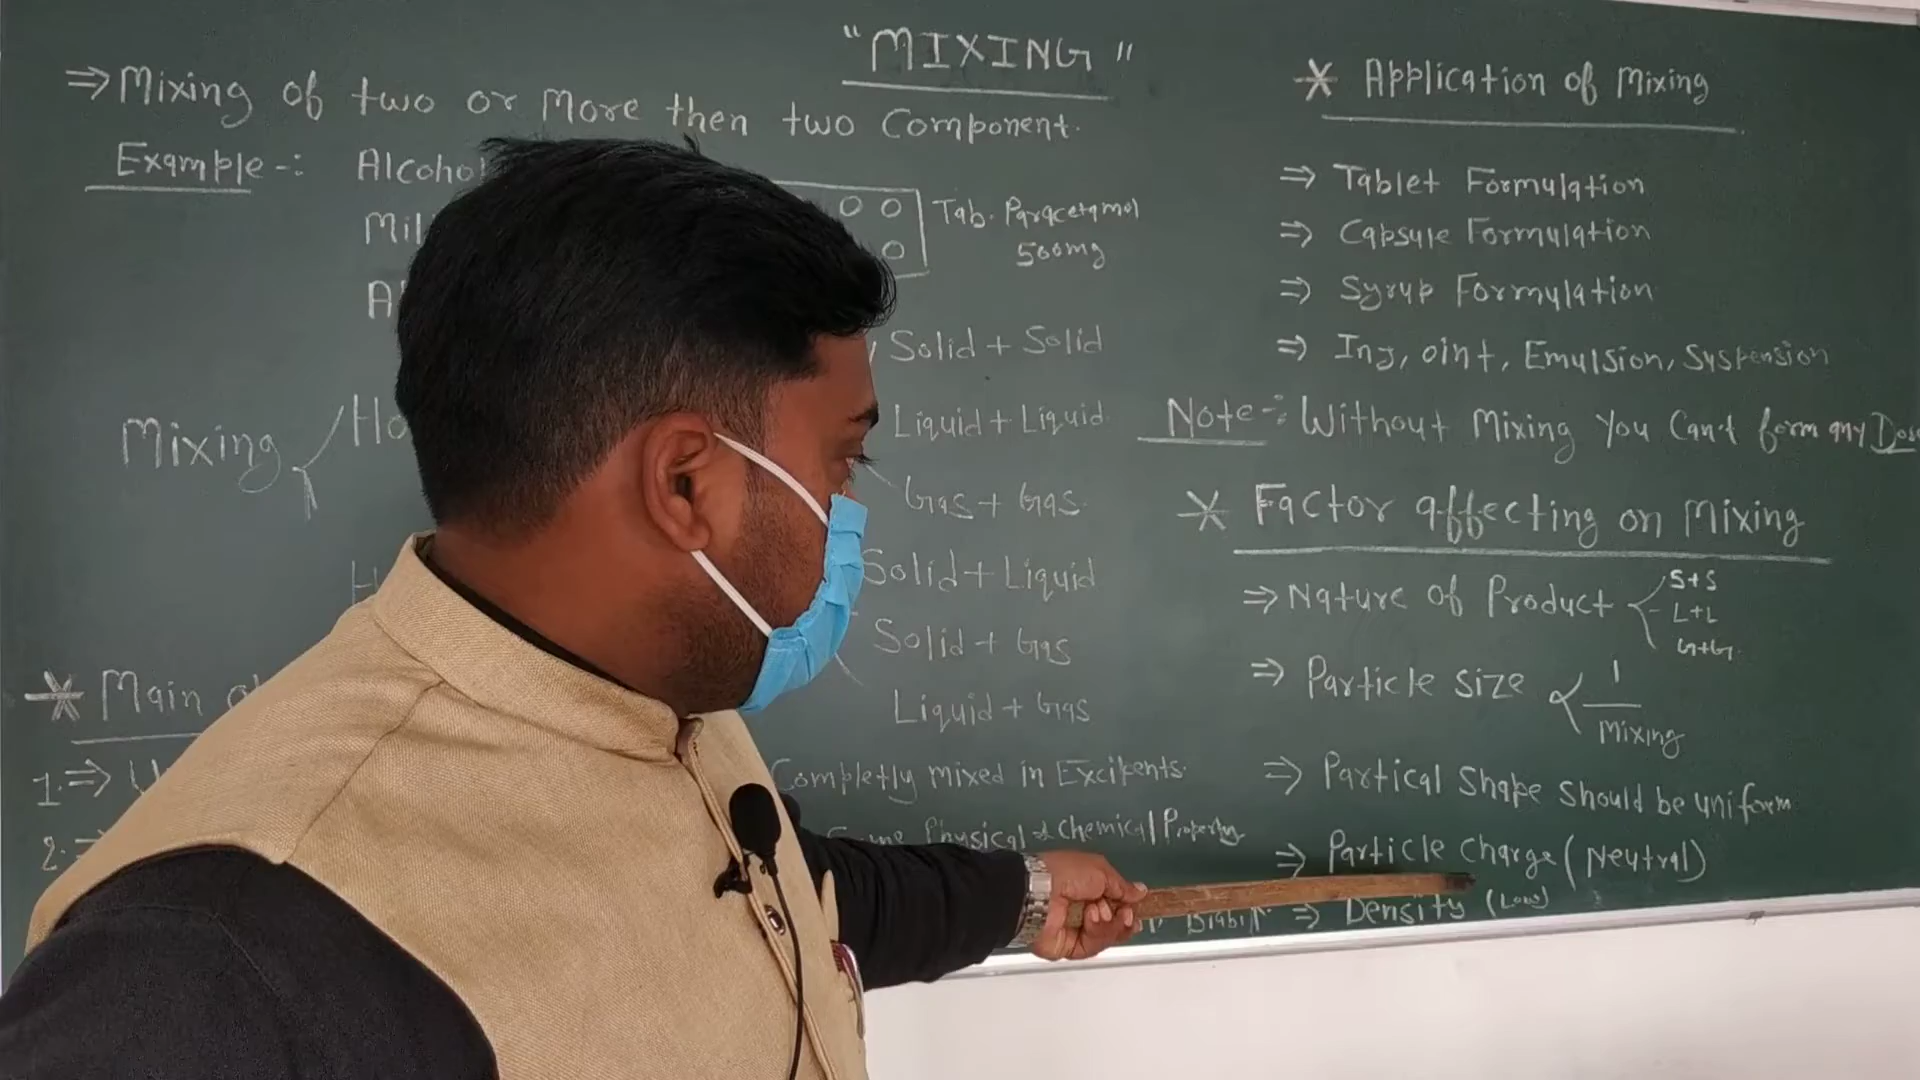 "MIXING"
⇒ Mixing of two or More then two Component.
Example -: Alcohol
Tab. Paracetamol
500mg
Solid + Solid
Mixing
Liquid + Liquid
Gas + Gas
Solid + Liquid
Solid + Gas
Liquid + Gas
* Main
1. ⇒
Completly mixed in Excipents.
2. ⇒
Physical & Chemical Property
* Application of Mixing
⇒ Tablet Formulation
⇒ Capsule Formulation
⇒ Syrup Formulation
⇒ Inj, oint, Emulsion, Suspension
Note -: Without Mixing You Can't form any
* Factor affecting on Mixing
⇒ Nature of Product
S+S
L+L
G+G
⇒ Particle size ∝ 1
Mixing
⇒ Partical Shape Should be uniform
⇒ Particle Charge (Neutral)
⇒ Density (Low)